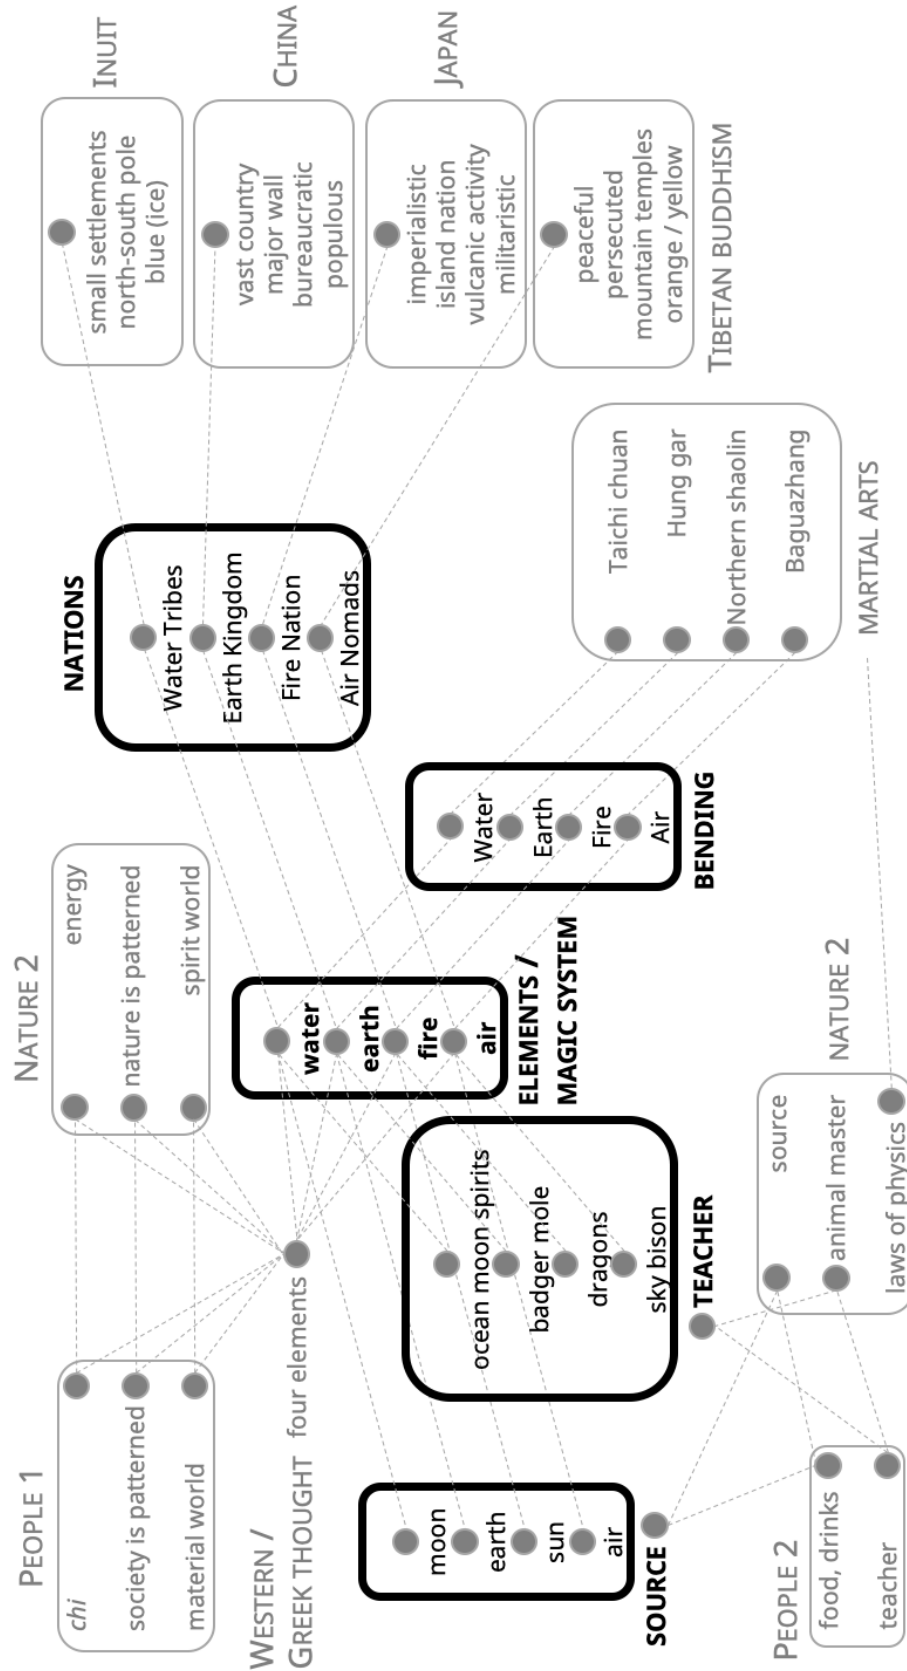 PEOPLE 1
chi
society is patterned
material world
NATURE 2
energy
nature is patterned
spirit world
WESTERN /
GREEK THOUGHT
four elements
ELEMENTS /
MAGIC SYSTEM
water
earth
fire
air
NATIONS
Water Tribes
Earth Kingdom
Fire Nation
Air Nomads
INUIT
small settlements
north-south pole
blue (ice)
CHINA
vast country
major wall
bureaucratic
populous
JAPAN
imperialistic
island nation
vulcanic activity
militaristic
peaceful
persecuted
mountain temples
orange / yellow
TIBETAN BUDDHISM
moon
earth
sun
air
SOURCE
ocean moon spirits
badger mole
dragons
sky bison
TEACHER
Water
Earth
Fire
Air
BENDING
Taichi chuan
Hung gar
Northern shaolin
Baguazhang
MARTIAL ARTS
PEOPLE 2
food, drinks
teacher
NATURE 2
source
animal master
laws of physics